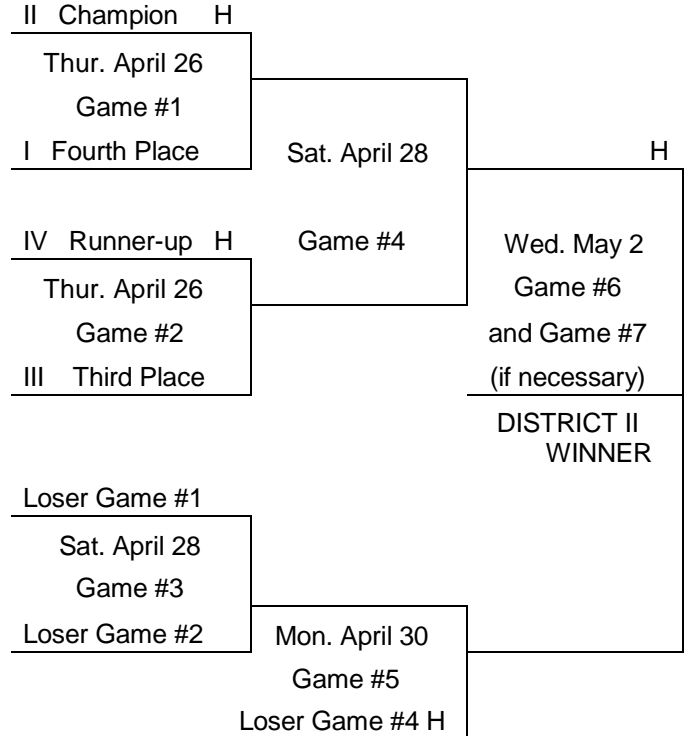 II Champion H
Thur. April 26
Game #1
I Fourth Place
Sat. April 28
H
IV Runner-up H
Game #4
Wed. May 2
Thur. April 26
Game #6
Game #2
and Game #7
III Third Place
(if necessary)
DISTRICT II
WINNER
Loser Game #1
Sat. April 28
Game #3
Loser Game #2
Mon. April 30
Game #5
Loser Game #4 H